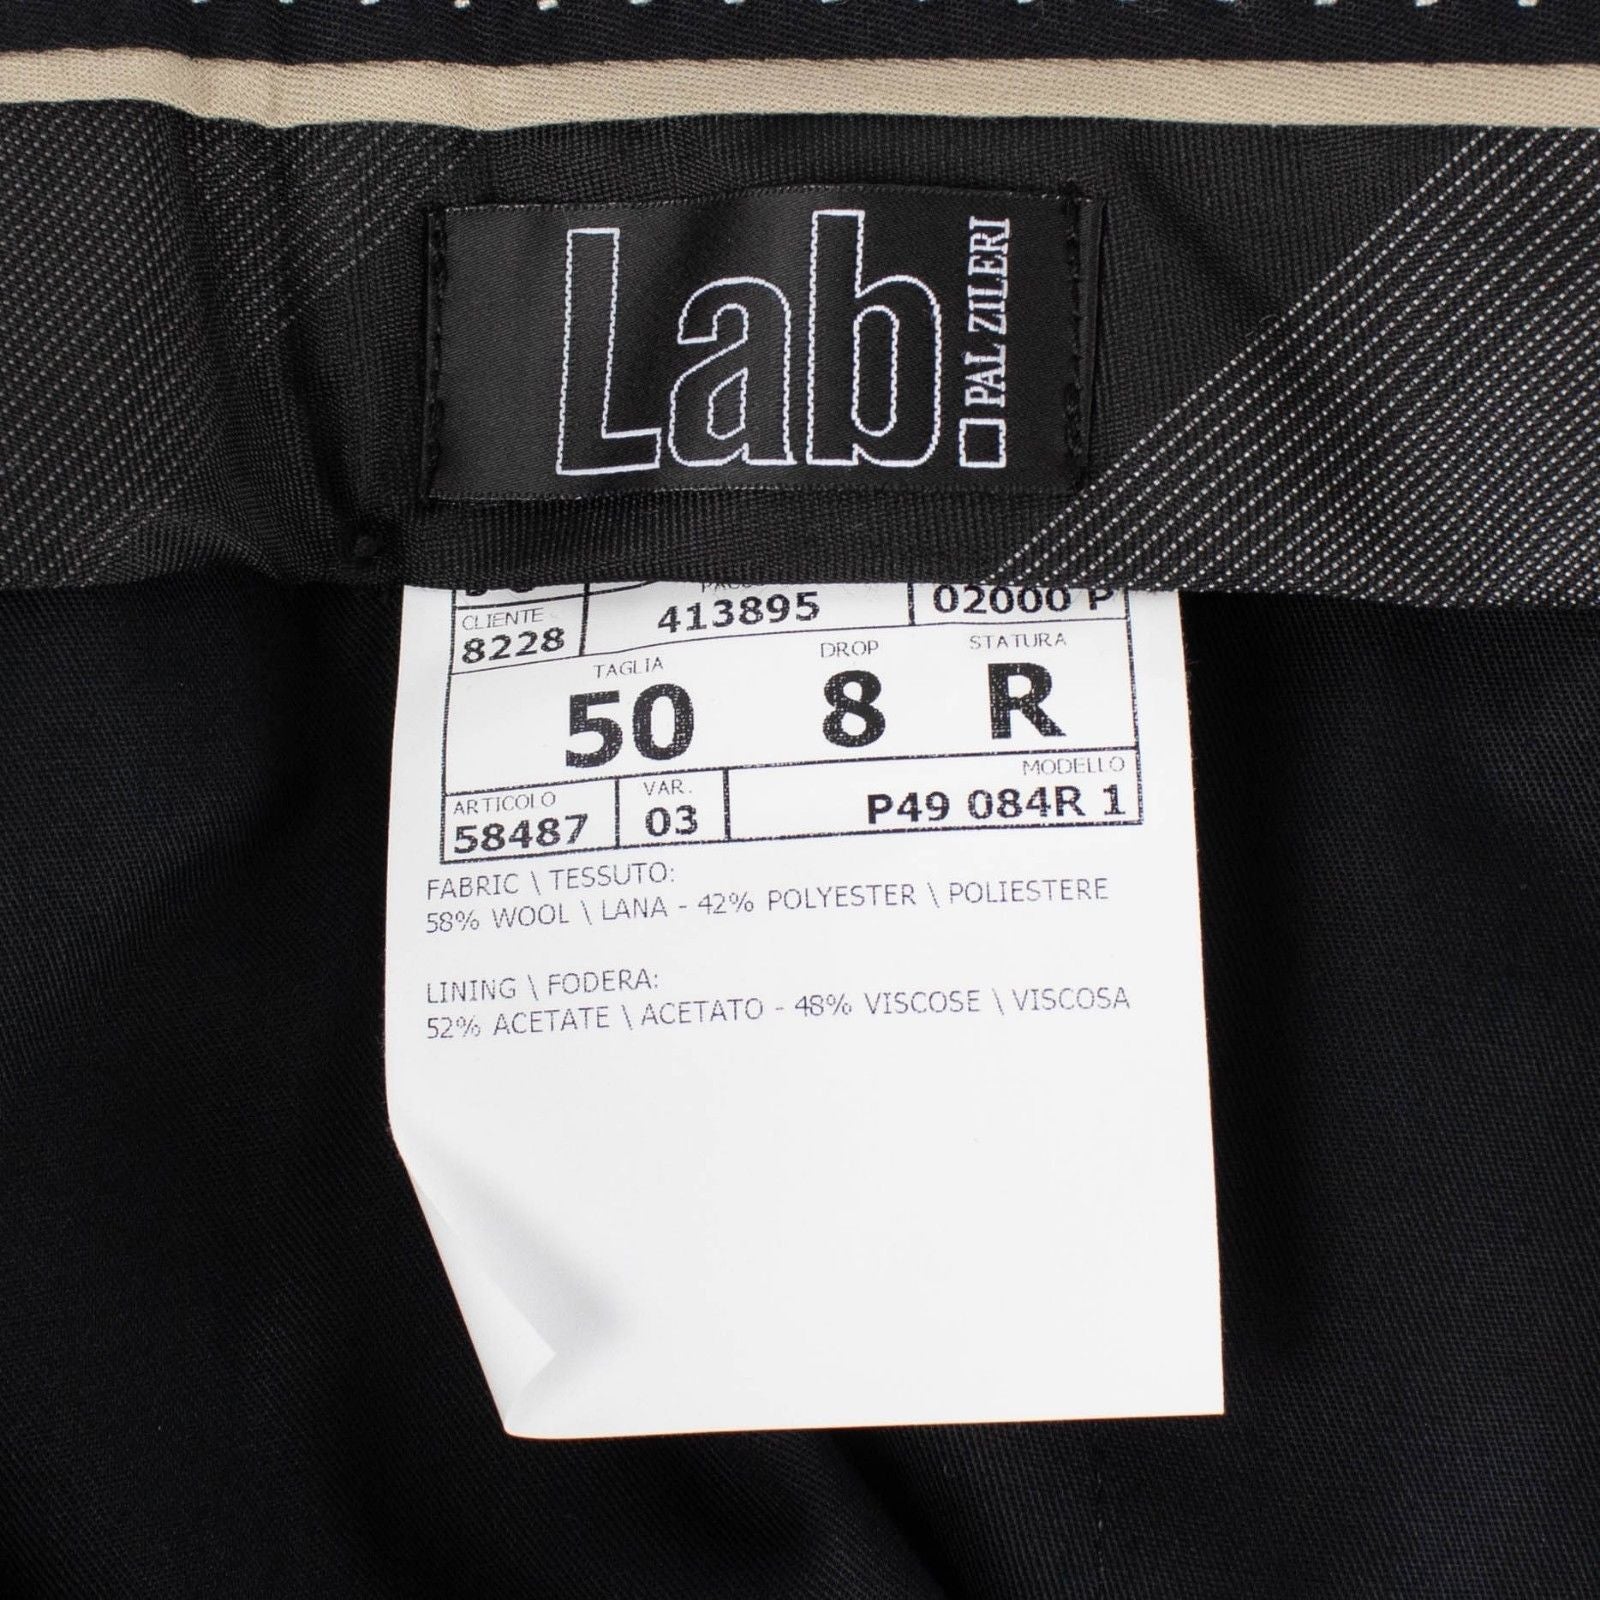 Lab.
PAL ZILERI
CLIENTE
8228
413895
02000 P
TAGLIA
50
DROP
8
STATURA
R
ARTICOLO
58487
VAR.
03
MODELLO
P49 084R 1
FABRIC \ TESSUTO:
58% WOOL \ LANA - 42% POLYESTER \ POLIESTERE
LINING \ FODERA:
52% ACETATE \ ACETATO - 48% VISCOSE \ VISCOSA